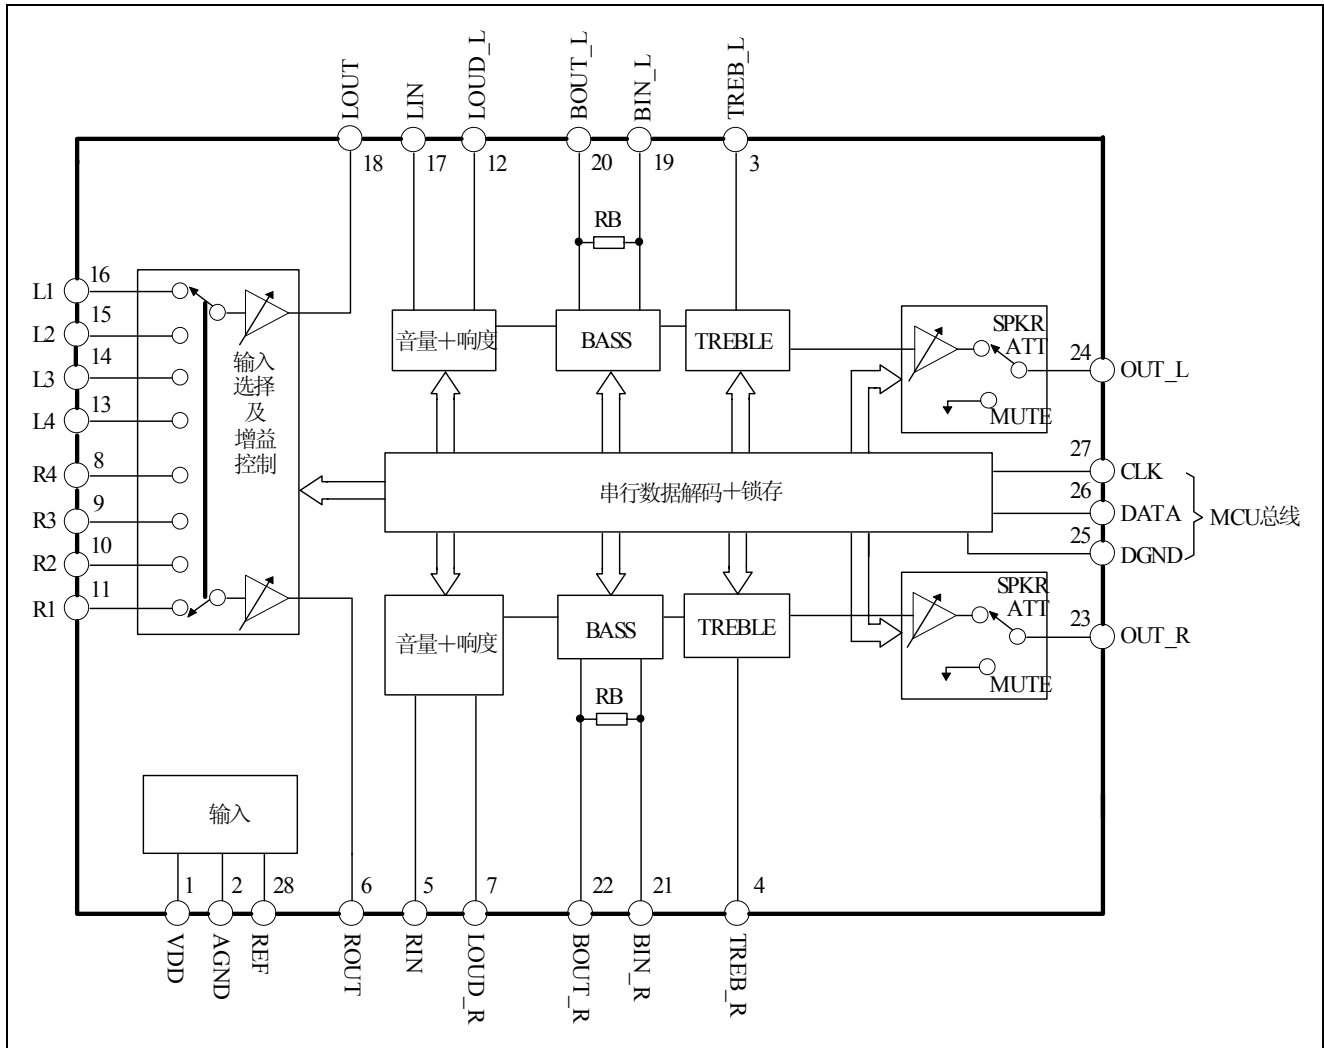 LOUT
LIN
LOUD_L
BOUT_L
BIN_L
TREB_L
18
17
12
20
19
3
RB
L1
16
L2
15
L3
14
L4
13
R4
8
R3
9
R2
10
R1
11
输入
选择
及
增益
控制
音量+响度
BASS
TREBLE
SPKR
ATT
MUTE
24
OUT_L
串行数据解码+锁存
27
CLK
26
DATA
25
DGND
MCU总线
音量+响度
BASS
TREBLE
SPKR
ATT
MUTE
23
OUT_R
RB
输入
1
2
28
6
5
7
22
21
4
VDD
AGND
REF
ROUT
RIN
LOUD_R
BOUT_R
BIN_R
TREB_R